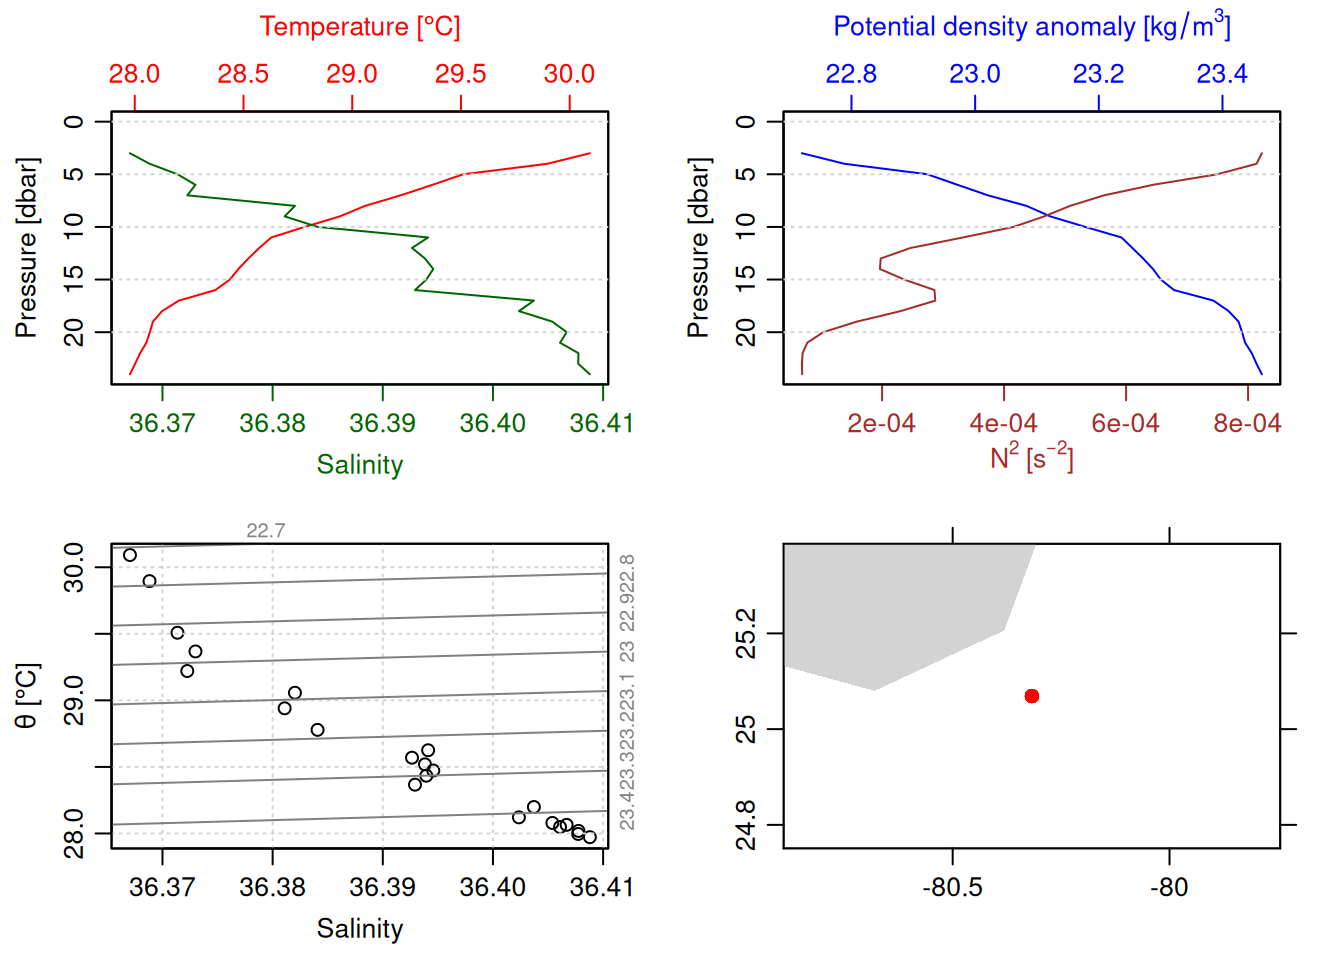 Temperature [°C]
28.0 28.5 29.0 29.5 30.0
Pressure [dbar]
0 5 10 15 20
36.37 36.38 36.39 36.40 36.41
Salinity
Potential density anomaly [kg/m³]
22.8 23.0 23.2 23.4
Pressure [dbar]
0 5 10 15 20
2e-04 4e-04 6e-04 8e-04
N² [s⁻²]
22.7
θ [°C]
30.0 29.0 28.0
22.8
22.9
23
23.1
23.2
23.3
23.4
36.37 36.38 36.39 36.40 36.41
Salinity
25.2 25 24.8
-80.5 -80